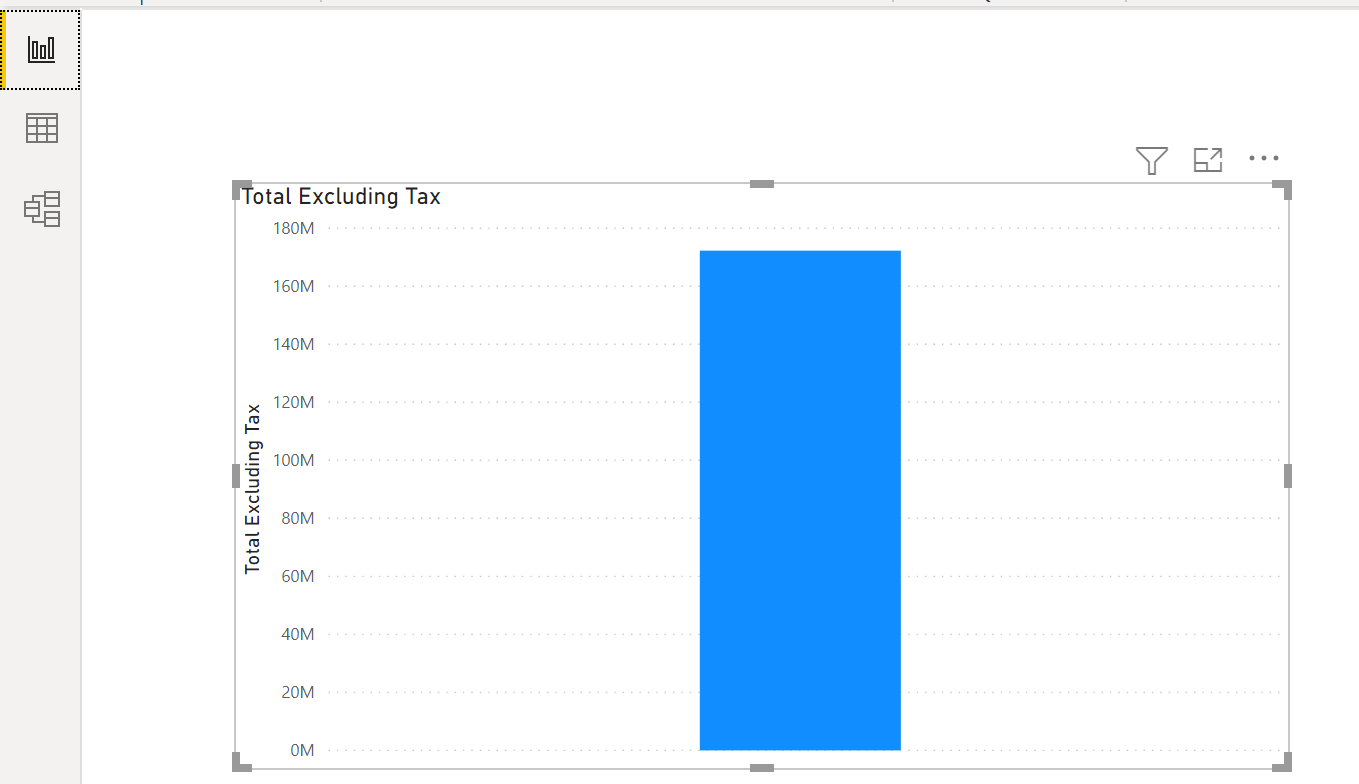 Total Excluding Tax
180M
160M
140M
120M
100M
80M
60M
40M
20M
0M
Total Excluding Tax